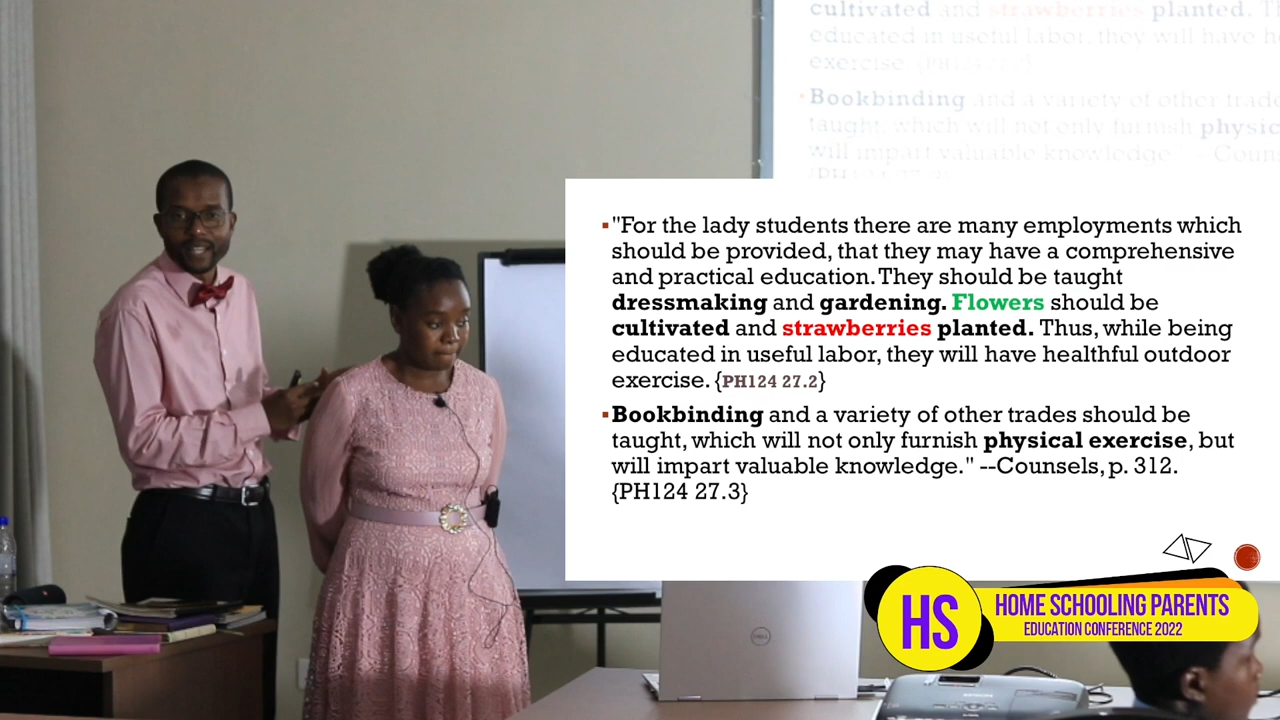 cultivated and strawberries planted.
educated in useful labor, they will have
exercise.
Bookbinding and a variety of other
taught, which will not only furnish
will impart valuable knowledge."
"For the lady students there are many employments which
should be provided, that they may have a comprehensive
and practical education. They should be taught
dressmaking and gardening. Flowers should be
cultivated and strawberries planted. Thus, while being
educated in useful labor, they will have healthful outdoor
exercise. {PH124 27.2}
Bookbinding and a variety of other trades should be
taught, which will not only furnish physical exercise, but
will impart valuable knowledge." --Counsels, p. 312.
{PH124 27.3}
DELL
HS
HOME SCHOOLING PARENTS
EDUCATION CONFERENCE 2022